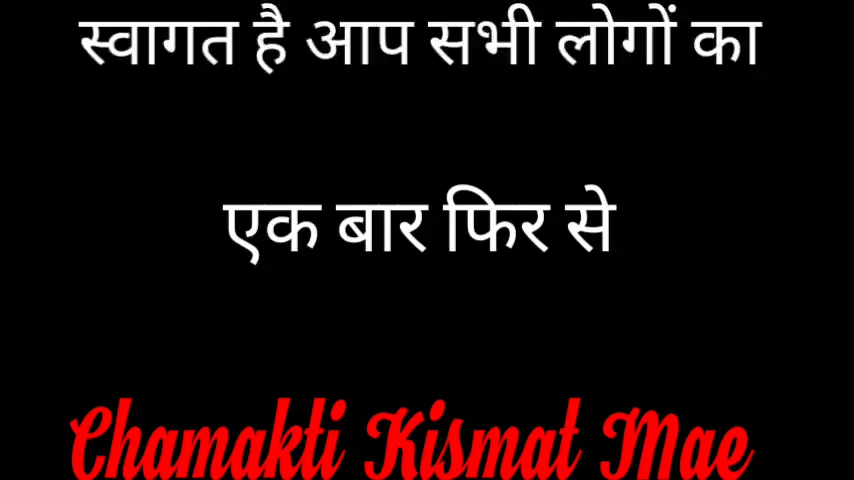 स्वागत है आप सभी लोगों का
एक बार फिर से
Chamakti Kismat Mae